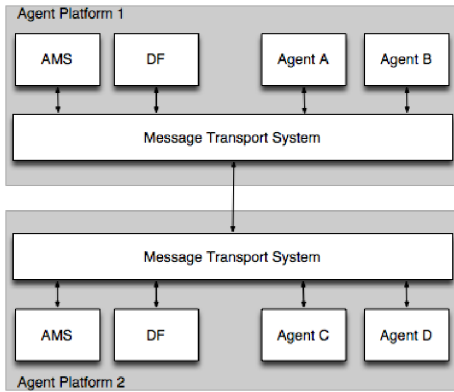 Agent Platform 1
AMS
DF
Agent A
Agent B
Message Transport System
Message Transport System
AMS
DF
Agent C
Agent D
Agent Platform 2